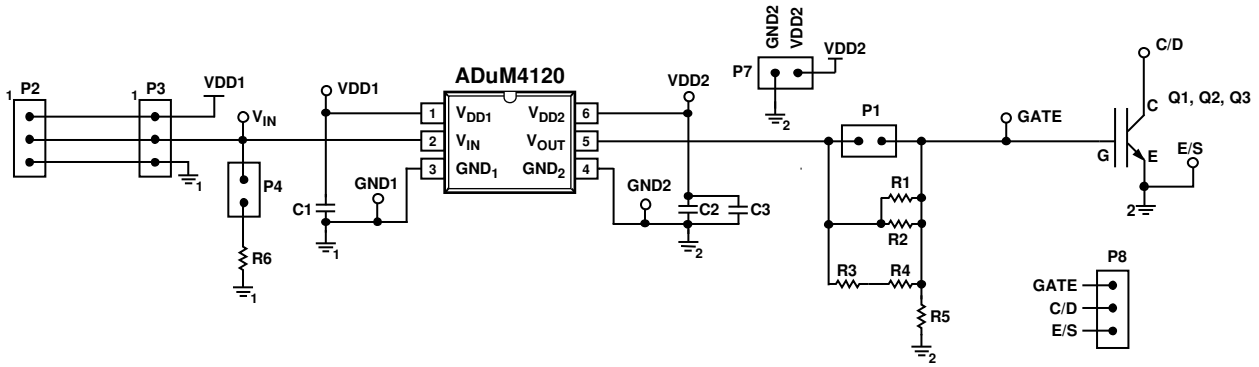 GND2
VDD2
C/D
ADuM4120
P7
VDD2
P2
P3
VDD1
VDD1
VDD2
1
1
C
Q1, Q2, Q3
VIN
1
VDD1
VDD2
6
2
P1
GATE
2
VIN
VOUT
5
G
E
E/S
3
GND1
GND2
4
P4
GND1
GND2
R1
1
C1
C2
C3
2
R2
R6
1
2
R3
R4
P8
1
GATE
R5
C/D
E/S
2